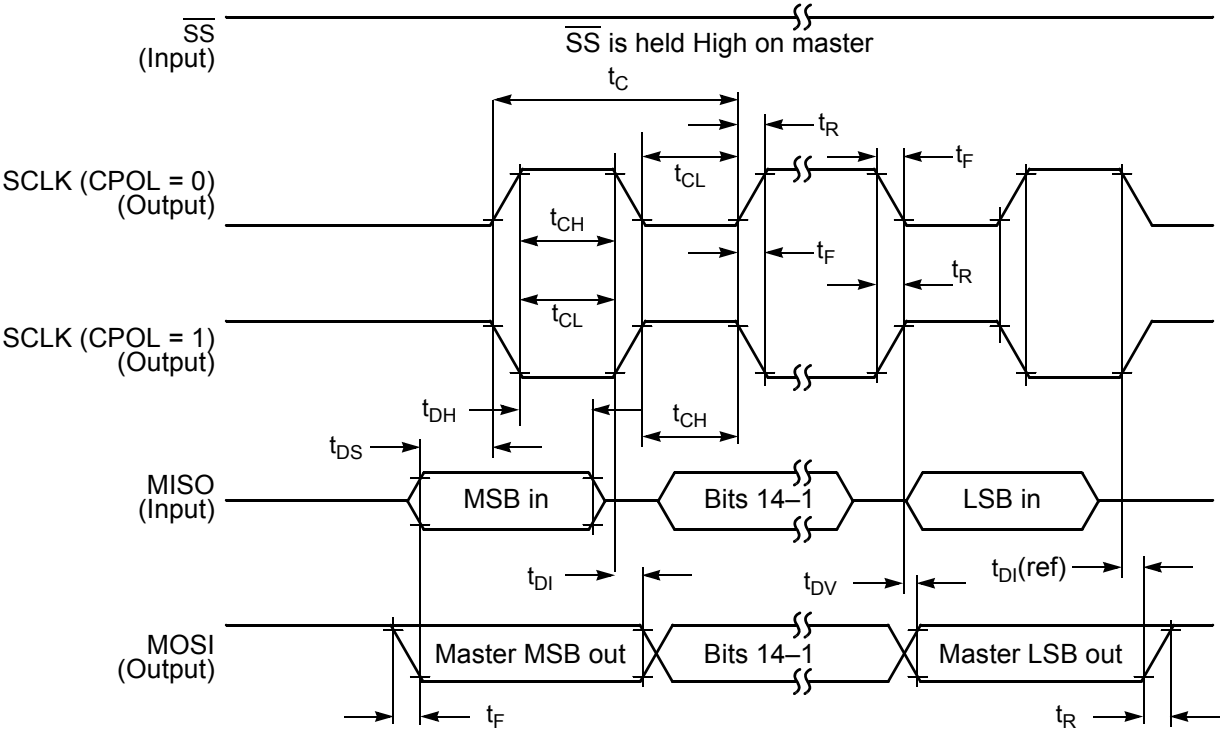 SS
(Input)
SS is held High on master
tC
tR
tF
SCLK (CPOL = 0)
(Output)
tCL
tCH
tF
tR
tCL
SCLK (CPOL = 1)
(Output)
tDH
tCH
tDS
MISO
(Input)
MSB in
Bits 14–1
LSB in
tDI
tDV
tDI(ref)
MOSI
(Output)
Master MSB out
Bits 14–1
Master LSB out
tF
tR